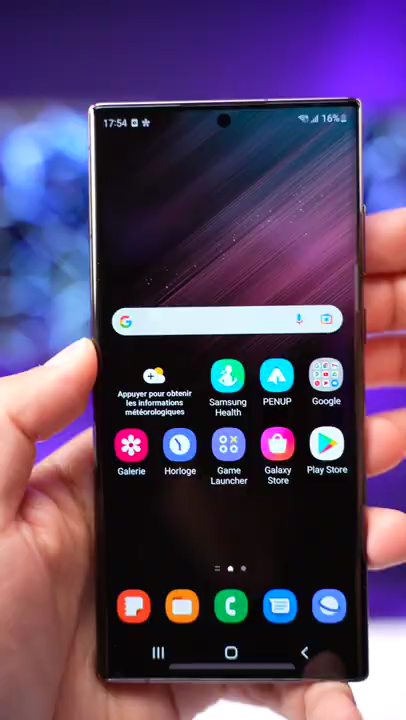 17:54
16%
G
Appuyer pour obtenir
les informations
météorologiques
Samsung
Health
PENUP
Google
Galerie
Horloge
Game
Launcher
Galaxy
Store
Play Store